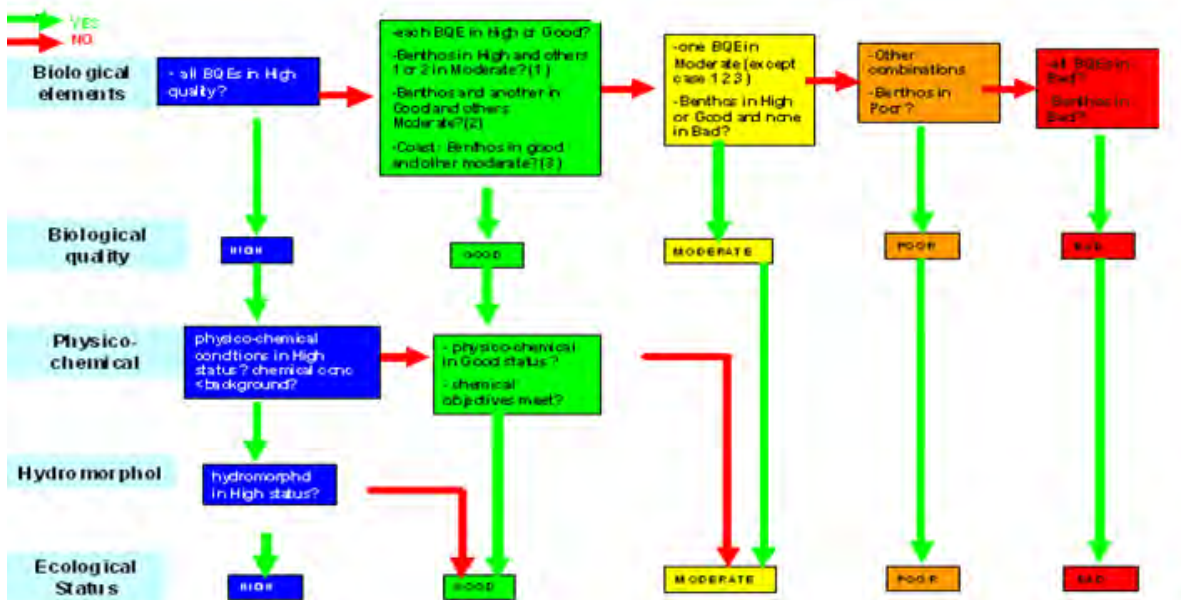 YES
NO
Biological
elements
- all BQEs in High
quality?
-each BQE in High or Good?
-Benthos in High and others
1 or 2 in Moderate?(1)
-Benthos and another in
Good and others
Moderate?(2)
-Coast: Benthos in good
and other moderate?(3)
-one BQE in
Moderate (except
case 1 2 3)
- Benthos in High
or Good and none
in Bad?
- Other
combinations
- Benthos in
Poor?
-all BQEs in
Bad?
-Benthos in
Bad?
Biological
quality
HIGH
GOOD
MODERATE
POOR
BAD
Physico-
chemical
physico-chemical
conditions in High
status? chemical conc
<background?
- physico-chemical
in Good status?
- chemical
objectives meet?
Hydromorphol
hydromorphol
in High status?
Ecological
Status
HIGH
GOOD
MODERATE
POOR
BAD